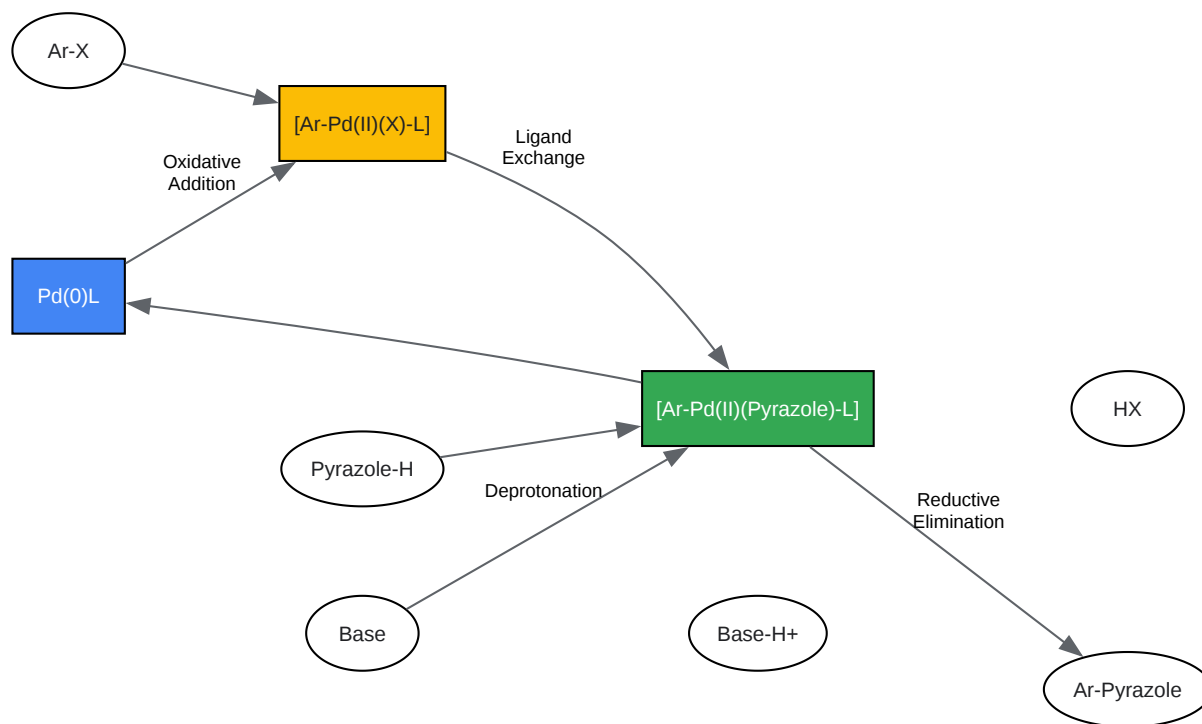 Ar-X
[Ar-Pd(II)(X)-L]
Ligand
Exchange
Oxidative
Addition
Pd(0)L
[Ar-Pd(II)(Pyrazole)-L]
HX
Pyrazole-H
Deprotonation
Reductive
Elimination
Base
Base-H+
Ar-Pyrazole